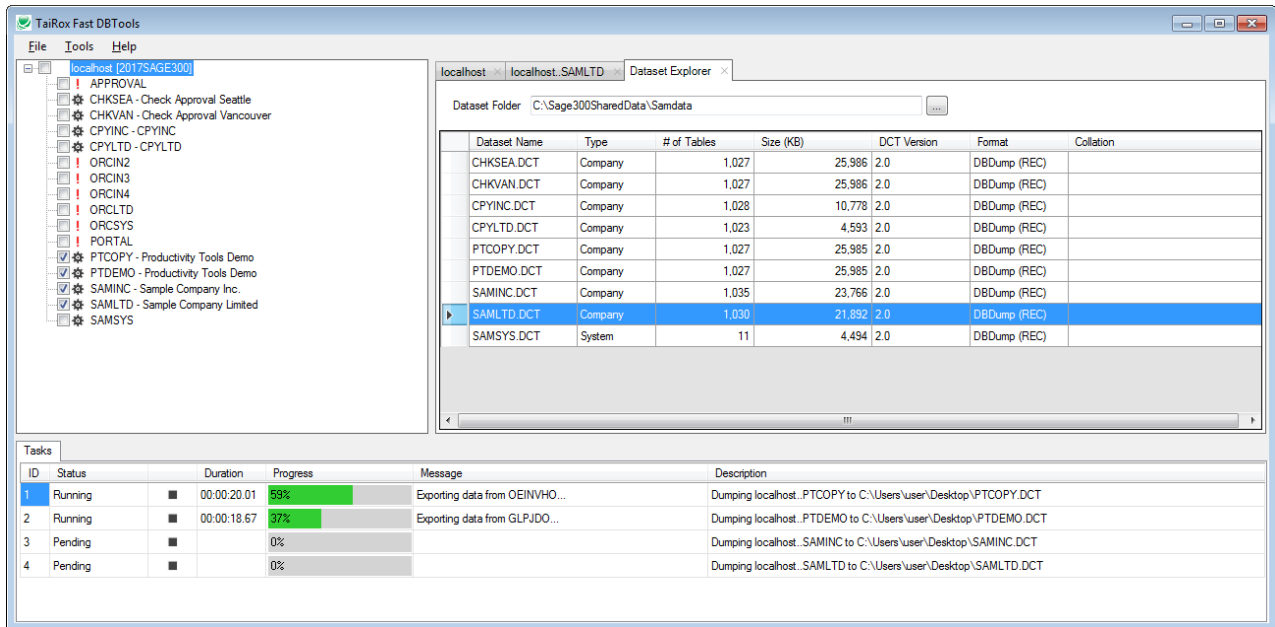 TaiRox Fast DBTools
File Tools Help
localhost [2017SAGE300]
! APPROVAL
CHKSEA - Check Approval Seattle
CHKVAN - Check Approval Vancouver
CPYINC - CPYINC
CPYLTD - CPYLTD
! ORCIN2
! ORCIN3
! ORCIN4
! ORCLTD
! ORCSYS
! PORTAL
PTCOPY - Productivity Tools Demo
PTDEMO - Productivity Tools Demo
SAMINC - Sample Company Inc.
SAMLTD - Sample Company Limited
SAMSYS
localhost localhost..SAMLTD Dataset Explorer
Dataset Folder C:\Sage300SharedData\Samdata ...
Dataset Name Type # of Tables Size (KB) DCT Version Format Collation
CHKSEA.DCT Company 1,027 25,986 2.0 DBDump (REC)
CHKVAN.DCT Company 1,027 25,986 2.0 DBDump (REC)
CPYINC.DCT Company 1,028 10,778 2.0 DBDump (REC)
CPYLTD.DCT Company 1,023 4,593 2.0 DBDump (REC)
PTCOPY.DCT Company 1,027 25,985 2.0 DBDump (REC)
PTDEMO.DCT Company 1,027 25,985 2.0 DBDump (REC)
SAMINC.DCT Company 1,035 23,766 2.0 DBDump (REC)
SAMLTD.DCT Company 1,030 21,892 2.0 DBDump (REC)
SAMSYS.DCT System 11 4,494 2.0 DBDump (REC)
Tasks
ID Status Duration Progress Message Description
1 Running 00:00:20.01 59% Exporting data from OEINVHO... Dumping localhost..PTCOPY to C:\Users\user\Desktop\PTCOPY.DCT
2 Running 00:00:18.67 37% Exporting data from GLPJDO... Dumping localhost..PTDEMO to C:\Users\user\Desktop\PTDEMO.DCT
3 Pending 0% Dumping localhost..SAMINC to C:\Users\user\Desktop\SAMINC.DCT
4 Pending 0% Dumping localhost..SAMLTD to C:\Users\user\Desktop\SAMLTD.DCT